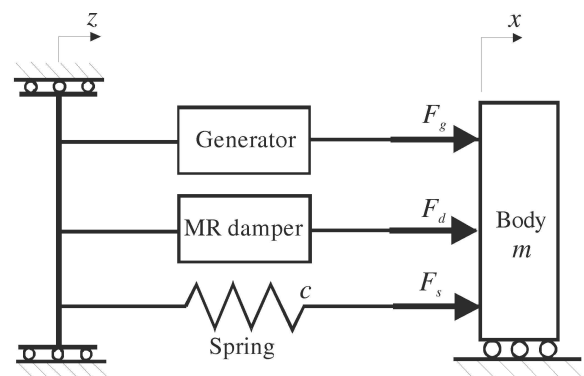 z
x
Generator
F_g
MR damper
F_d
Body
m
c
F_s
Spring